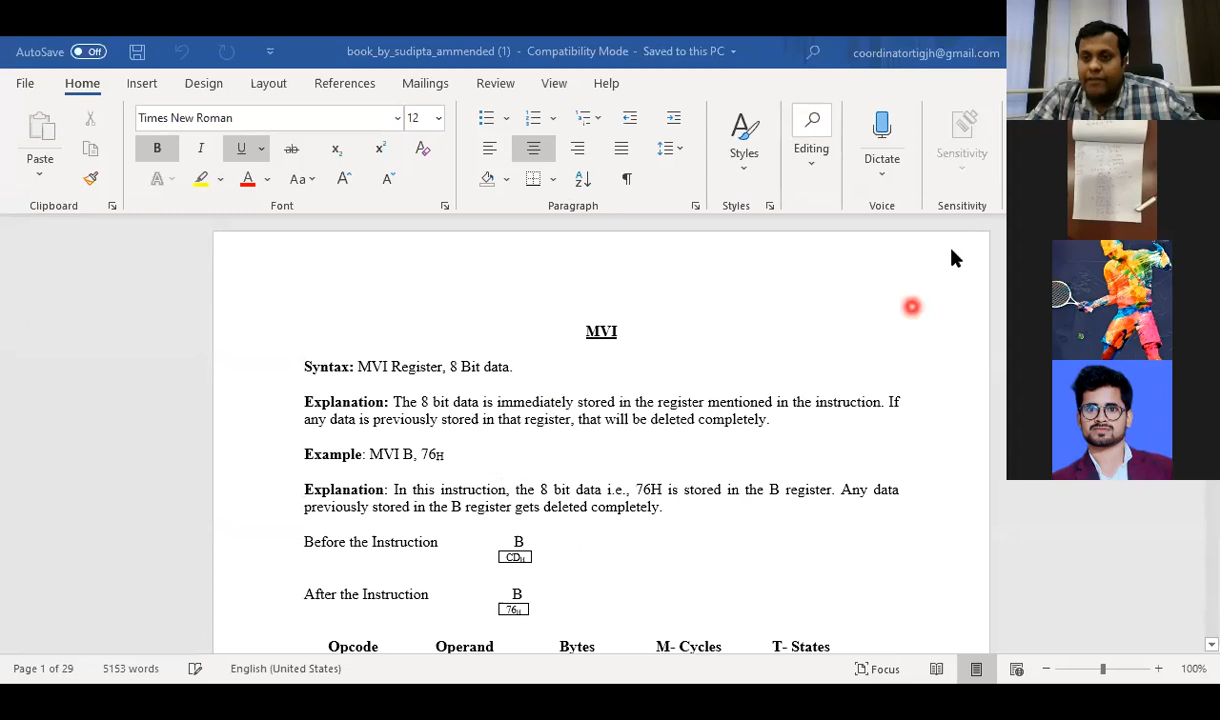 AutoSave Off
book_by_sudipta_ammended (1) - Compatibility Mode - Saved to this PC
coordinatortigjh@gmail.com
File Home Insert Design Layout References Mailings Review View Help
Times New Roman 12
Paste
Styles
Editing
Dictate
Sensitivity
Clipboard Font Paragraph Styles Voice Sensitivity
MVI
Syntax: MVI Register, 8 Bit data.
Explanation: The 8 bit data is immediately stored in the register mentioned in the instruction. If
any data is previously stored in that register, that will be deleted completely.
Example: MVI B, 76H
Explanation: In this instruction, the 8 bit data i.e., 76H is stored in the B register. Any data
previously stored in the B register gets deleted completely.
Before the Instruction B
CDH
After the Instruction B
76H
Opcode Operand Bytes M- Cycles T- States
Page 1 of 29 5153 words English (United States) Focus 100%